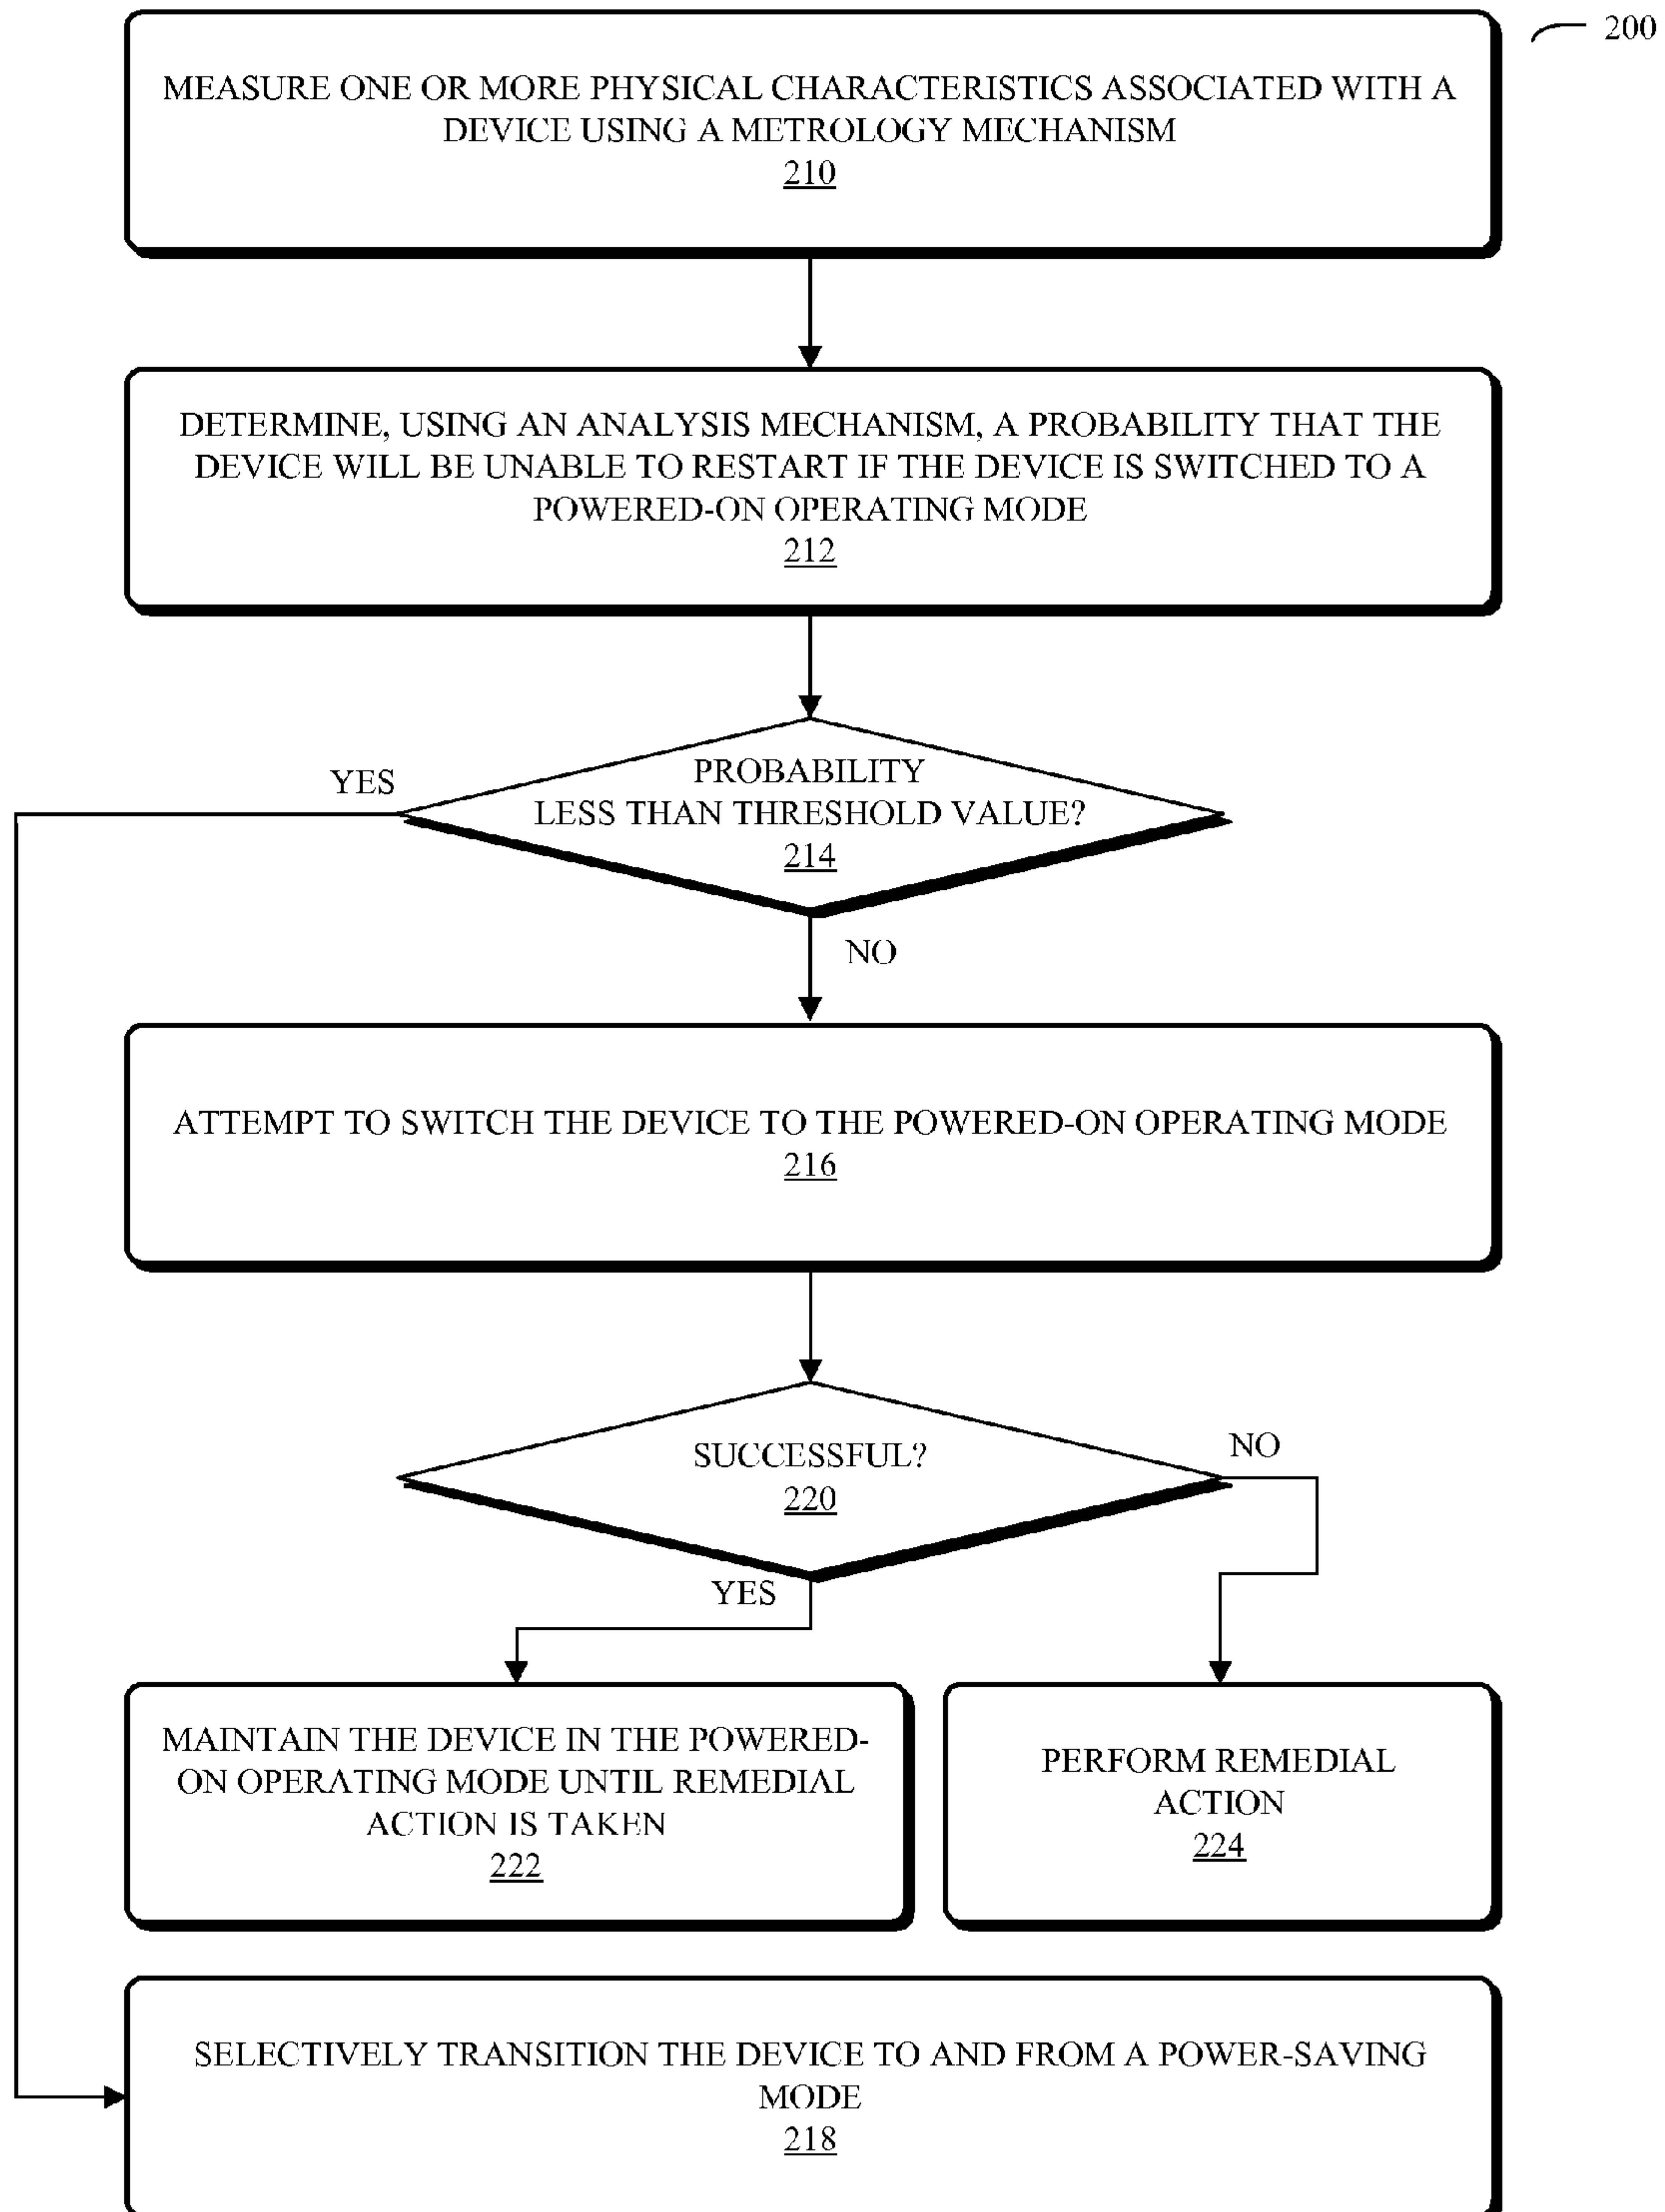 200
MEASURE ONE OR MORE PHYSICAL CHARACTERISTICS ASSOCIATED WITH A
DEVICE USING A METROLOGY MECHANISM
210
DETERMINE, USING AN ANALYSIS MECHANISM, A PROBABILITY THAT THE
DEVICE WILL BE UNABLE TO RESTART IF THE DEVICE IS SWITCHED TO A
POWERED-ON OPERATING MODE
212
YES
PROBABILITY
LESS THAN THRESHOLD VALUE?
214
NO
ATTEMPT TO SWITCH THE DEVICE TO THE POWERED-ON OPERATING MODE
216
NO
SUCCESSFUL?
220
YES
MAINTAIN THE DEVICE IN THE POWERED-
ON OPERATING MODE UNTIL REMEDIAL
ACTION IS TAKEN
222
PERFORM REMEDIAL
ACTION
224
SELECTIVELY TRANSITION THE DEVICE TO AND FROM A POWER-SAVING
MODE
218